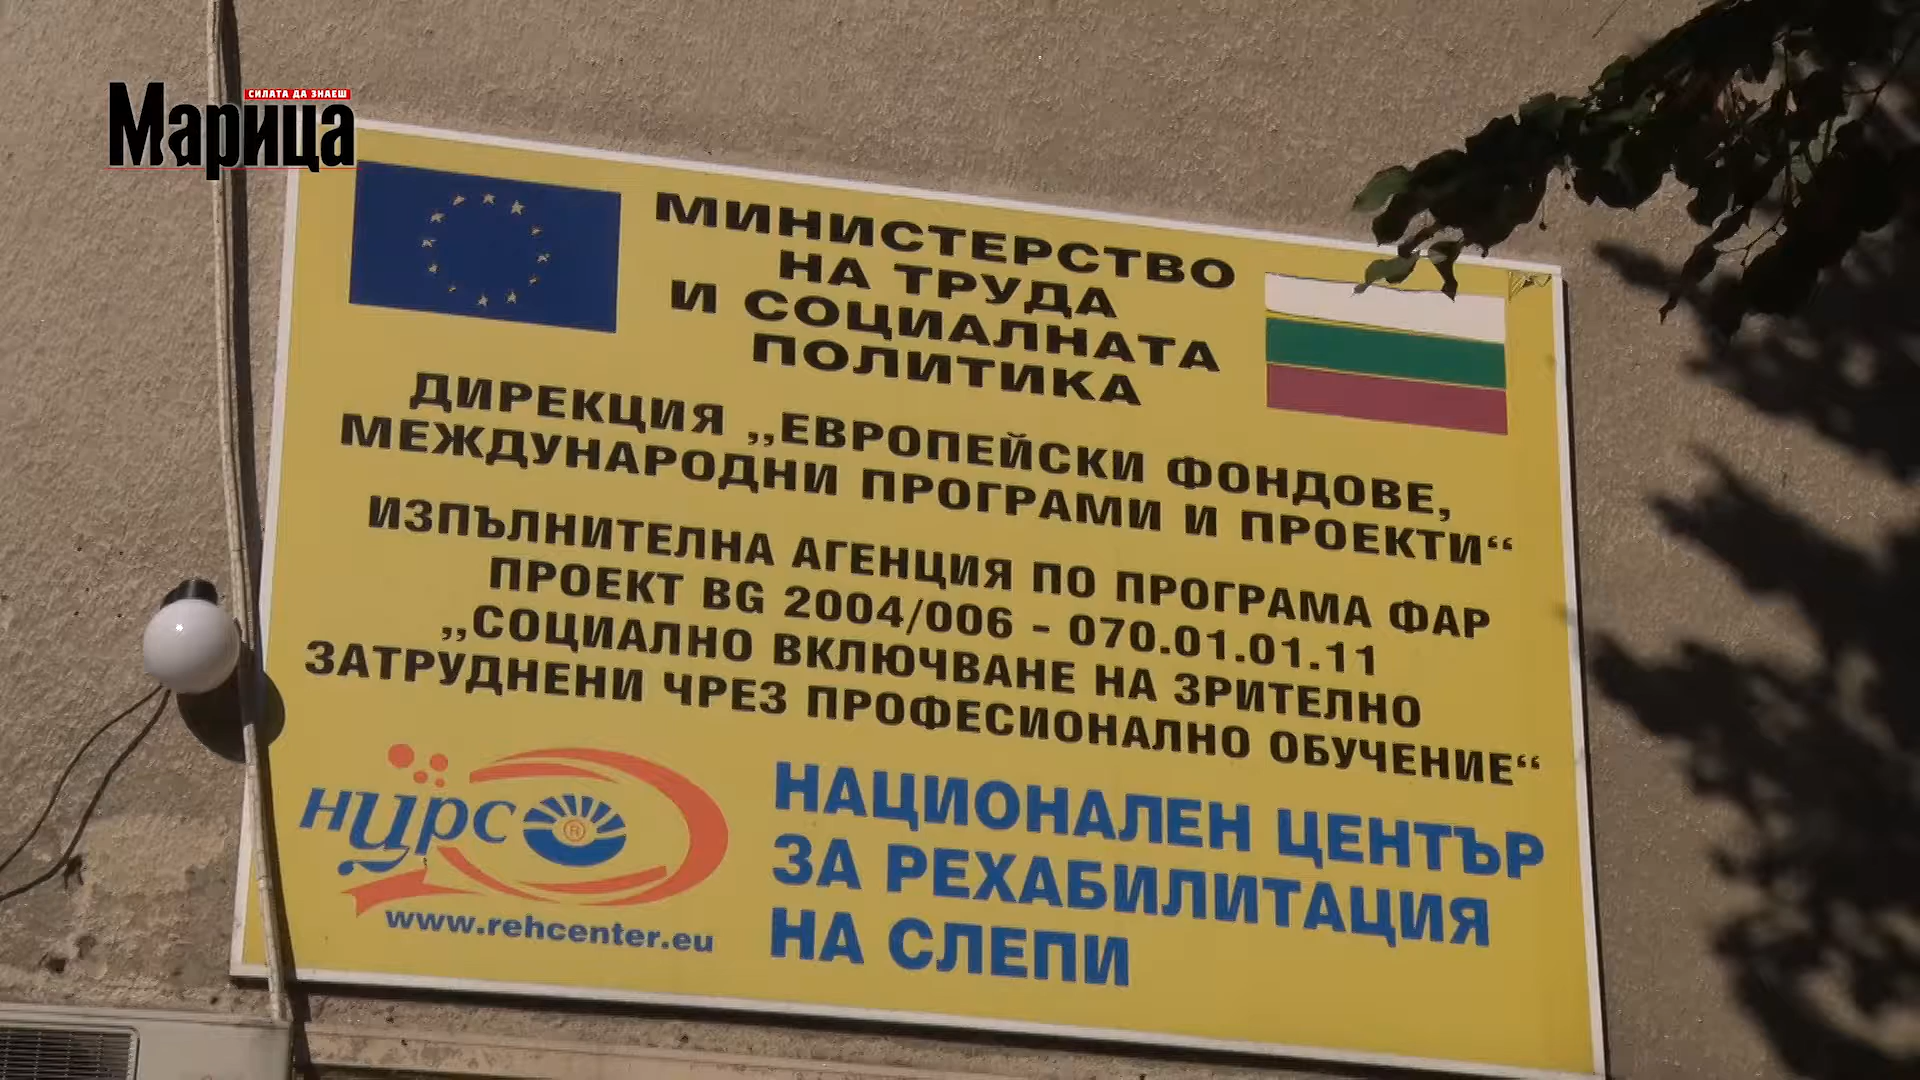 СИЛАТА ДА ЗНАЕШ
Марица
МИНИСТЕРСТВО
НА ТРУДА
И СОЦИАЛНАТА
ПОЛИТИКА
ДИРЕКЦИЯ „ЕВРОПЕЙСКИ ФОНДОВЕ,
МЕЖДУНАРОДНИ ПРОГРАМИ И ПРОЕКТИ“
ИЗПЪЛНИТЕЛНА АГЕНЦИЯ ПО ПРОГРАМА ФАР
ПРОЕКТ BG 2004/006 - 070.01.01.11
„СОЦИАЛНО ВКЛЮЧВАНЕ НА ЗРИТЕЛНО
ЗАТРУДНЕНИ ЧРЕЗ ПРОФЕСИОНАЛНО ОБУЧЕНИЕ“
НЦРС ®
www.rehcenter.eu
НАЦИОНАЛЕН ЦЕНТЪР
ЗА РЕХАБИЛИТАЦИЯ
НА СЛЕПИ